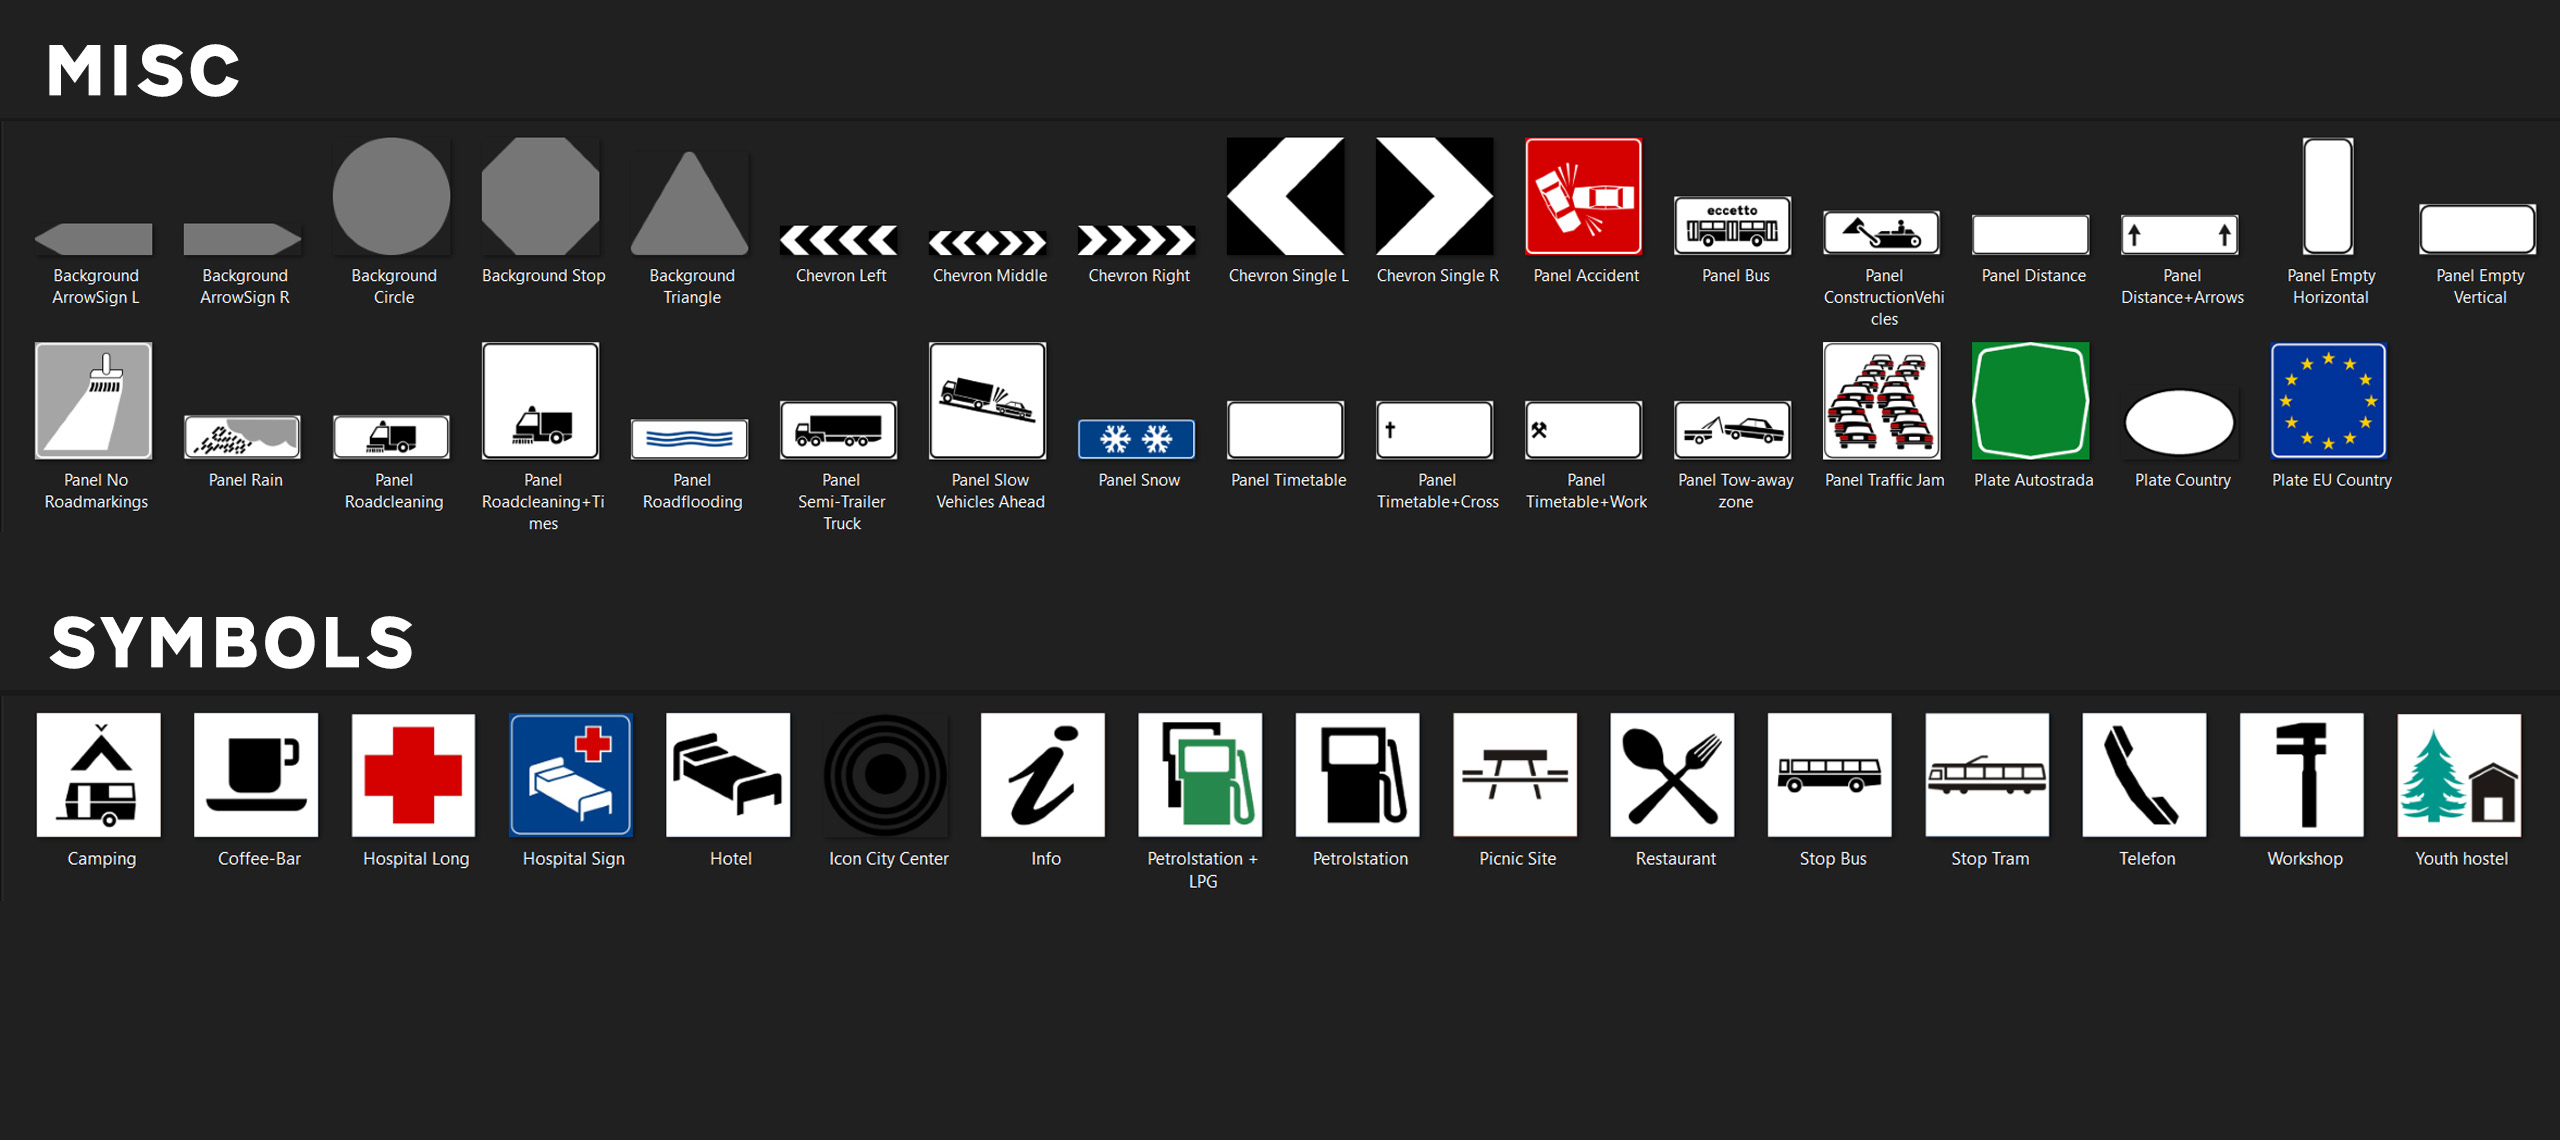 MISC
eccetto
Background ArrowSign L
Background ArrowSign R
Background Circle
Background Stop
Background Triangle
Chevron Left
Chevron Middle
Chevron Right
Chevron Single L
Chevron Single R
Panel Accident
Panel Bus
Panel ConstructionVehicles
Panel Distance
Panel Distance+Arrows
Panel Empty Horizontal
Panel Empty Vertical
Panel No Roadmarkings
Panel Rain
Panel Roadcleaning
Panel Roadcleaning+Times
Panel Roadflooding
Panel Semi-Trailer Truck
Panel Slow Vehicles Ahead
Panel Snow
Panel Timetable
Panel Timetable+Cross
Panel Timetable+Work
Panel Tow-away zone
Panel Traffic Jam
Plate Autostrada
Plate Country
Plate EU Country
SYMBOLS
i
Camping
Coffee-Bar
Hospital Long
Hospital Sign
Hotel
Icon City Center
Info
Petrolstation + LPG
Petrolstation
Picnic Site
Restaurant
Stop Bus
Stop Tram
Telefon
Workshop
Youth hostel